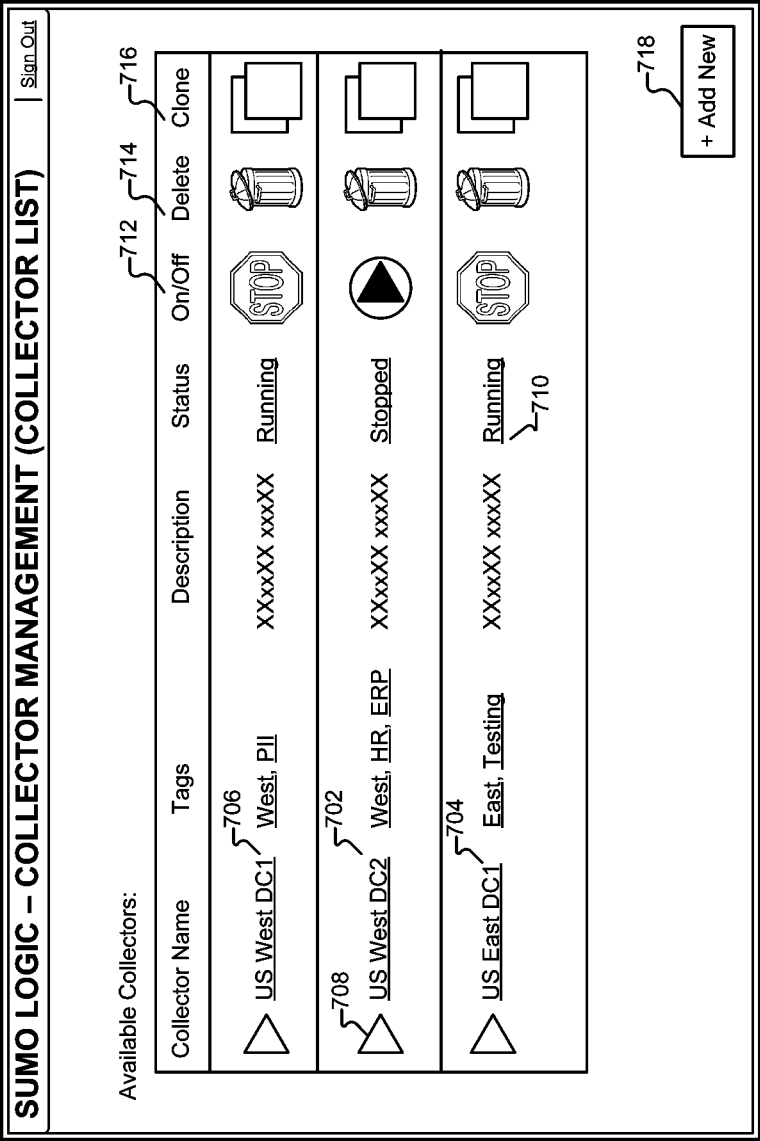 SUMO LOGIC – COLLECTOR MANAGEMENT (COLLECTOR LIST)
Sign Out
Available Collectors:
712
714
716
Collector Name Tags Description Status On/Off Delete Clone
706
US West DC1 West, PII XXxxXX xxxXX Running STOP
708
702
US West DC2 West, HR, ERP XXxxXX xxxXX Stopped
704
US East DC1 East, Testing XXxxXX xxxXX Running STOP
710
718
+ Add New